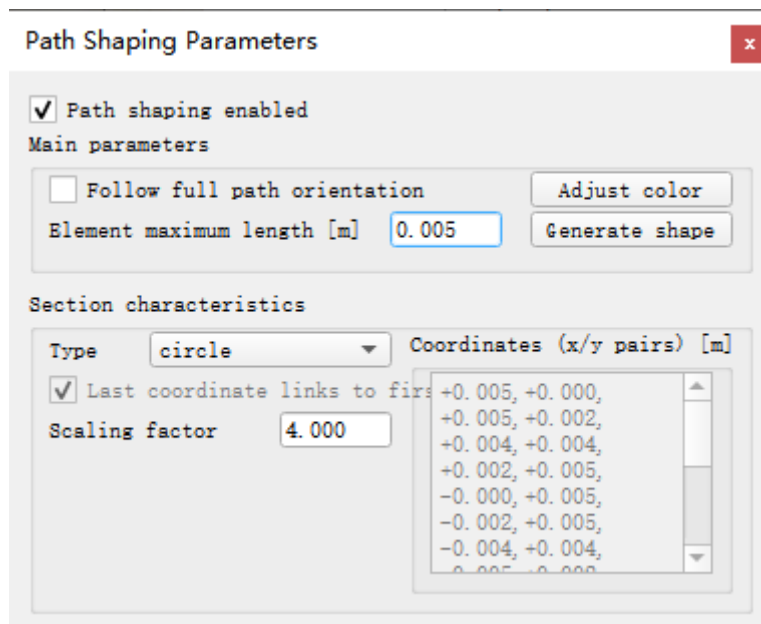 Path Shaping Parameters
x
Path shaping enabled
Main parameters
Follow full path orientation
Adjust color
Element maximum length [m]
0.005
Generate shape
Section characteristics
Type
circle
Coordinates (x/y pairs) [m]
Last coordinate links to firs
Scaling factor
4.000
+0.005, +0.000,
+0.005, +0.002,
+0.004, +0.004,
+0.002, +0.005,
-0.000, +0.005,
-0.002, +0.005,
-0.004, +0.004,